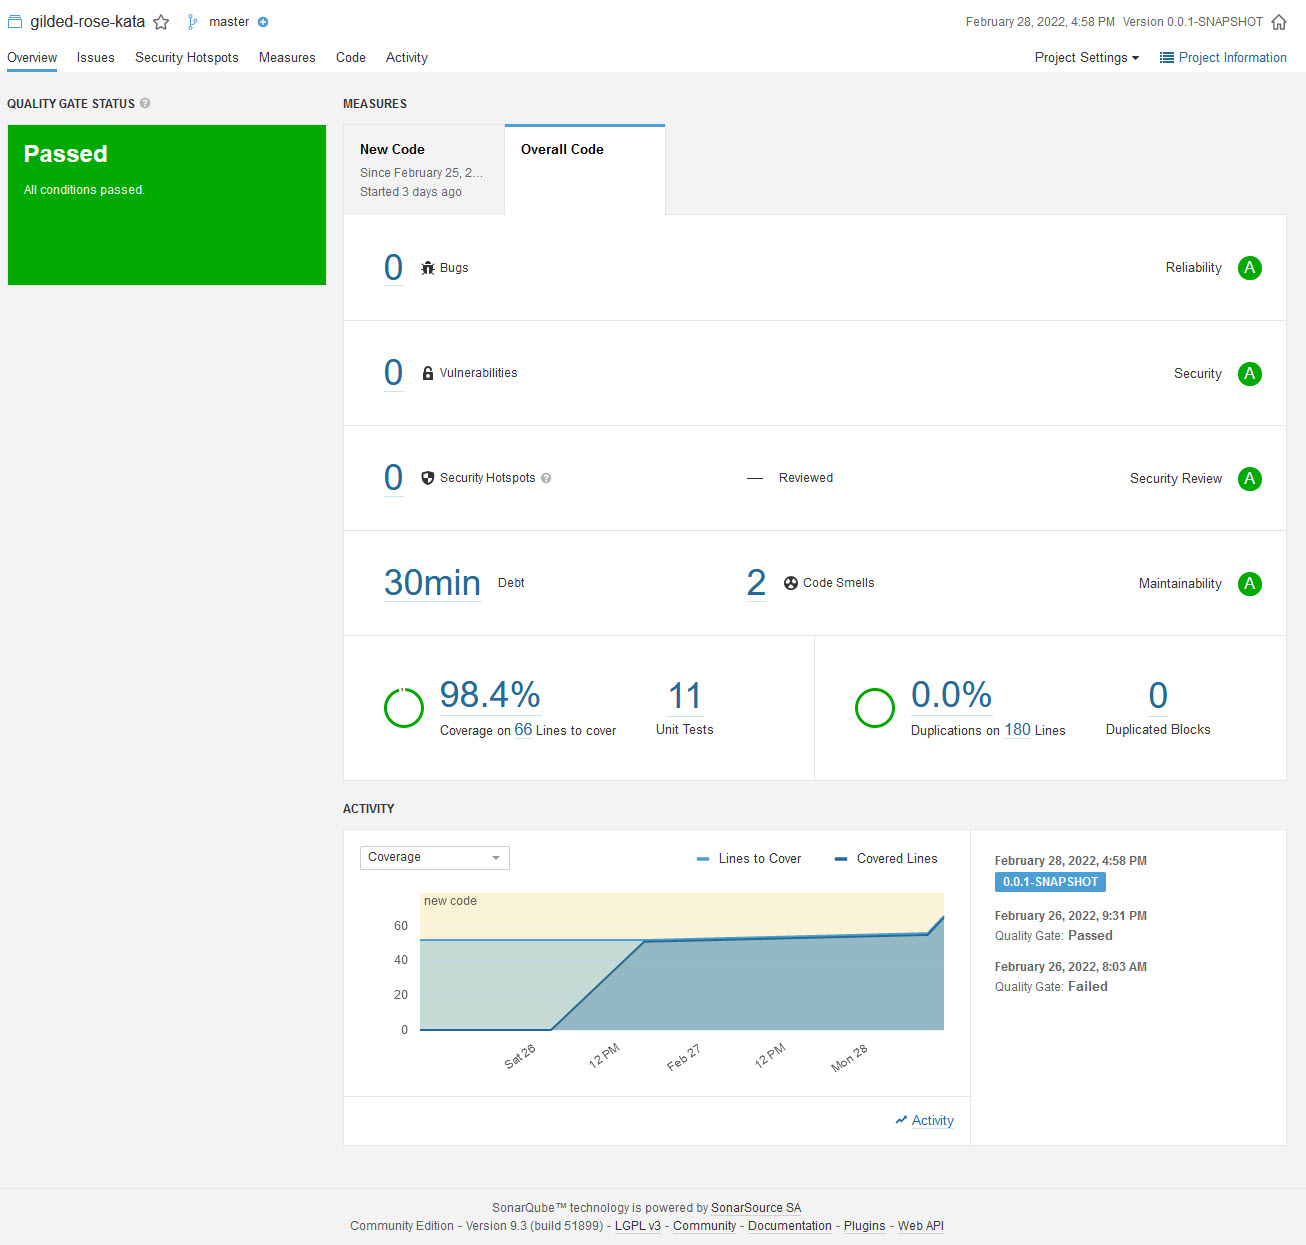 gilded-rose-kata master February 28, 2022, 4:58 PM Version 0.0.1-SNAPSHOT
Overview Issues Security Hotspots Measures Code Activity Project Settings Project Information
QUALITY GATE STATUS
Passed
All conditions passed.
MEASURES
New Code
Since February 25, 2...
Started 3 days ago
Overall Code
0 Bugs Reliability A
0 Vulnerabilities Security A
0 Security Hotspots — Reviewed Security Review A
30min Debt 2 Code Smells Maintainability A
98.4%
Coverage on 66 Lines to cover
11
Unit Tests
0.0%
Duplications on 180 Lines
0
Duplicated Blocks
ACTIVITY
Coverage Lines to Cover Covered Lines
new code
60
40
20
0
Sat 26 12 PM Feb 27 12 PM Mon 28
Activity
February 28, 2022, 4:58 PM
0.0.1-SNAPSHOT
February 26, 2022, 9:31 PM
Quality Gate: Passed
February 26, 2022, 8:03 AM
Quality Gate: Failed
SonarQube™ technology is powered by SonarSource SA
Community Edition - Version 9.3 (build 51899) - LGPL v3 - Community - Documentation - Plugins - Web API